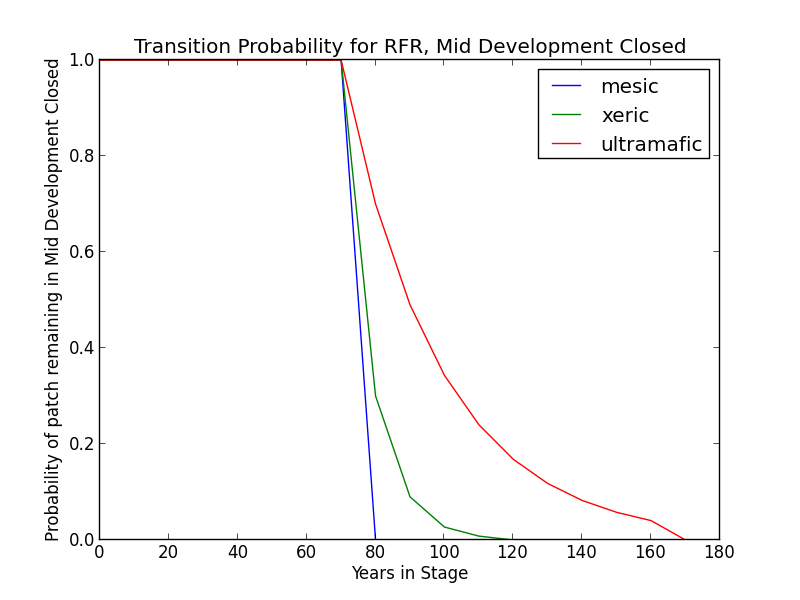 Transition Probability for RFR, Mid Development Closed
mesic
xeric
ultramafic
Probability of patch remaining in Mid Development Closed
1.0
0.8
0.6
0.4
0.2
0.0
0 20 40 60 80 100 120 140 160 180
Years in Stage